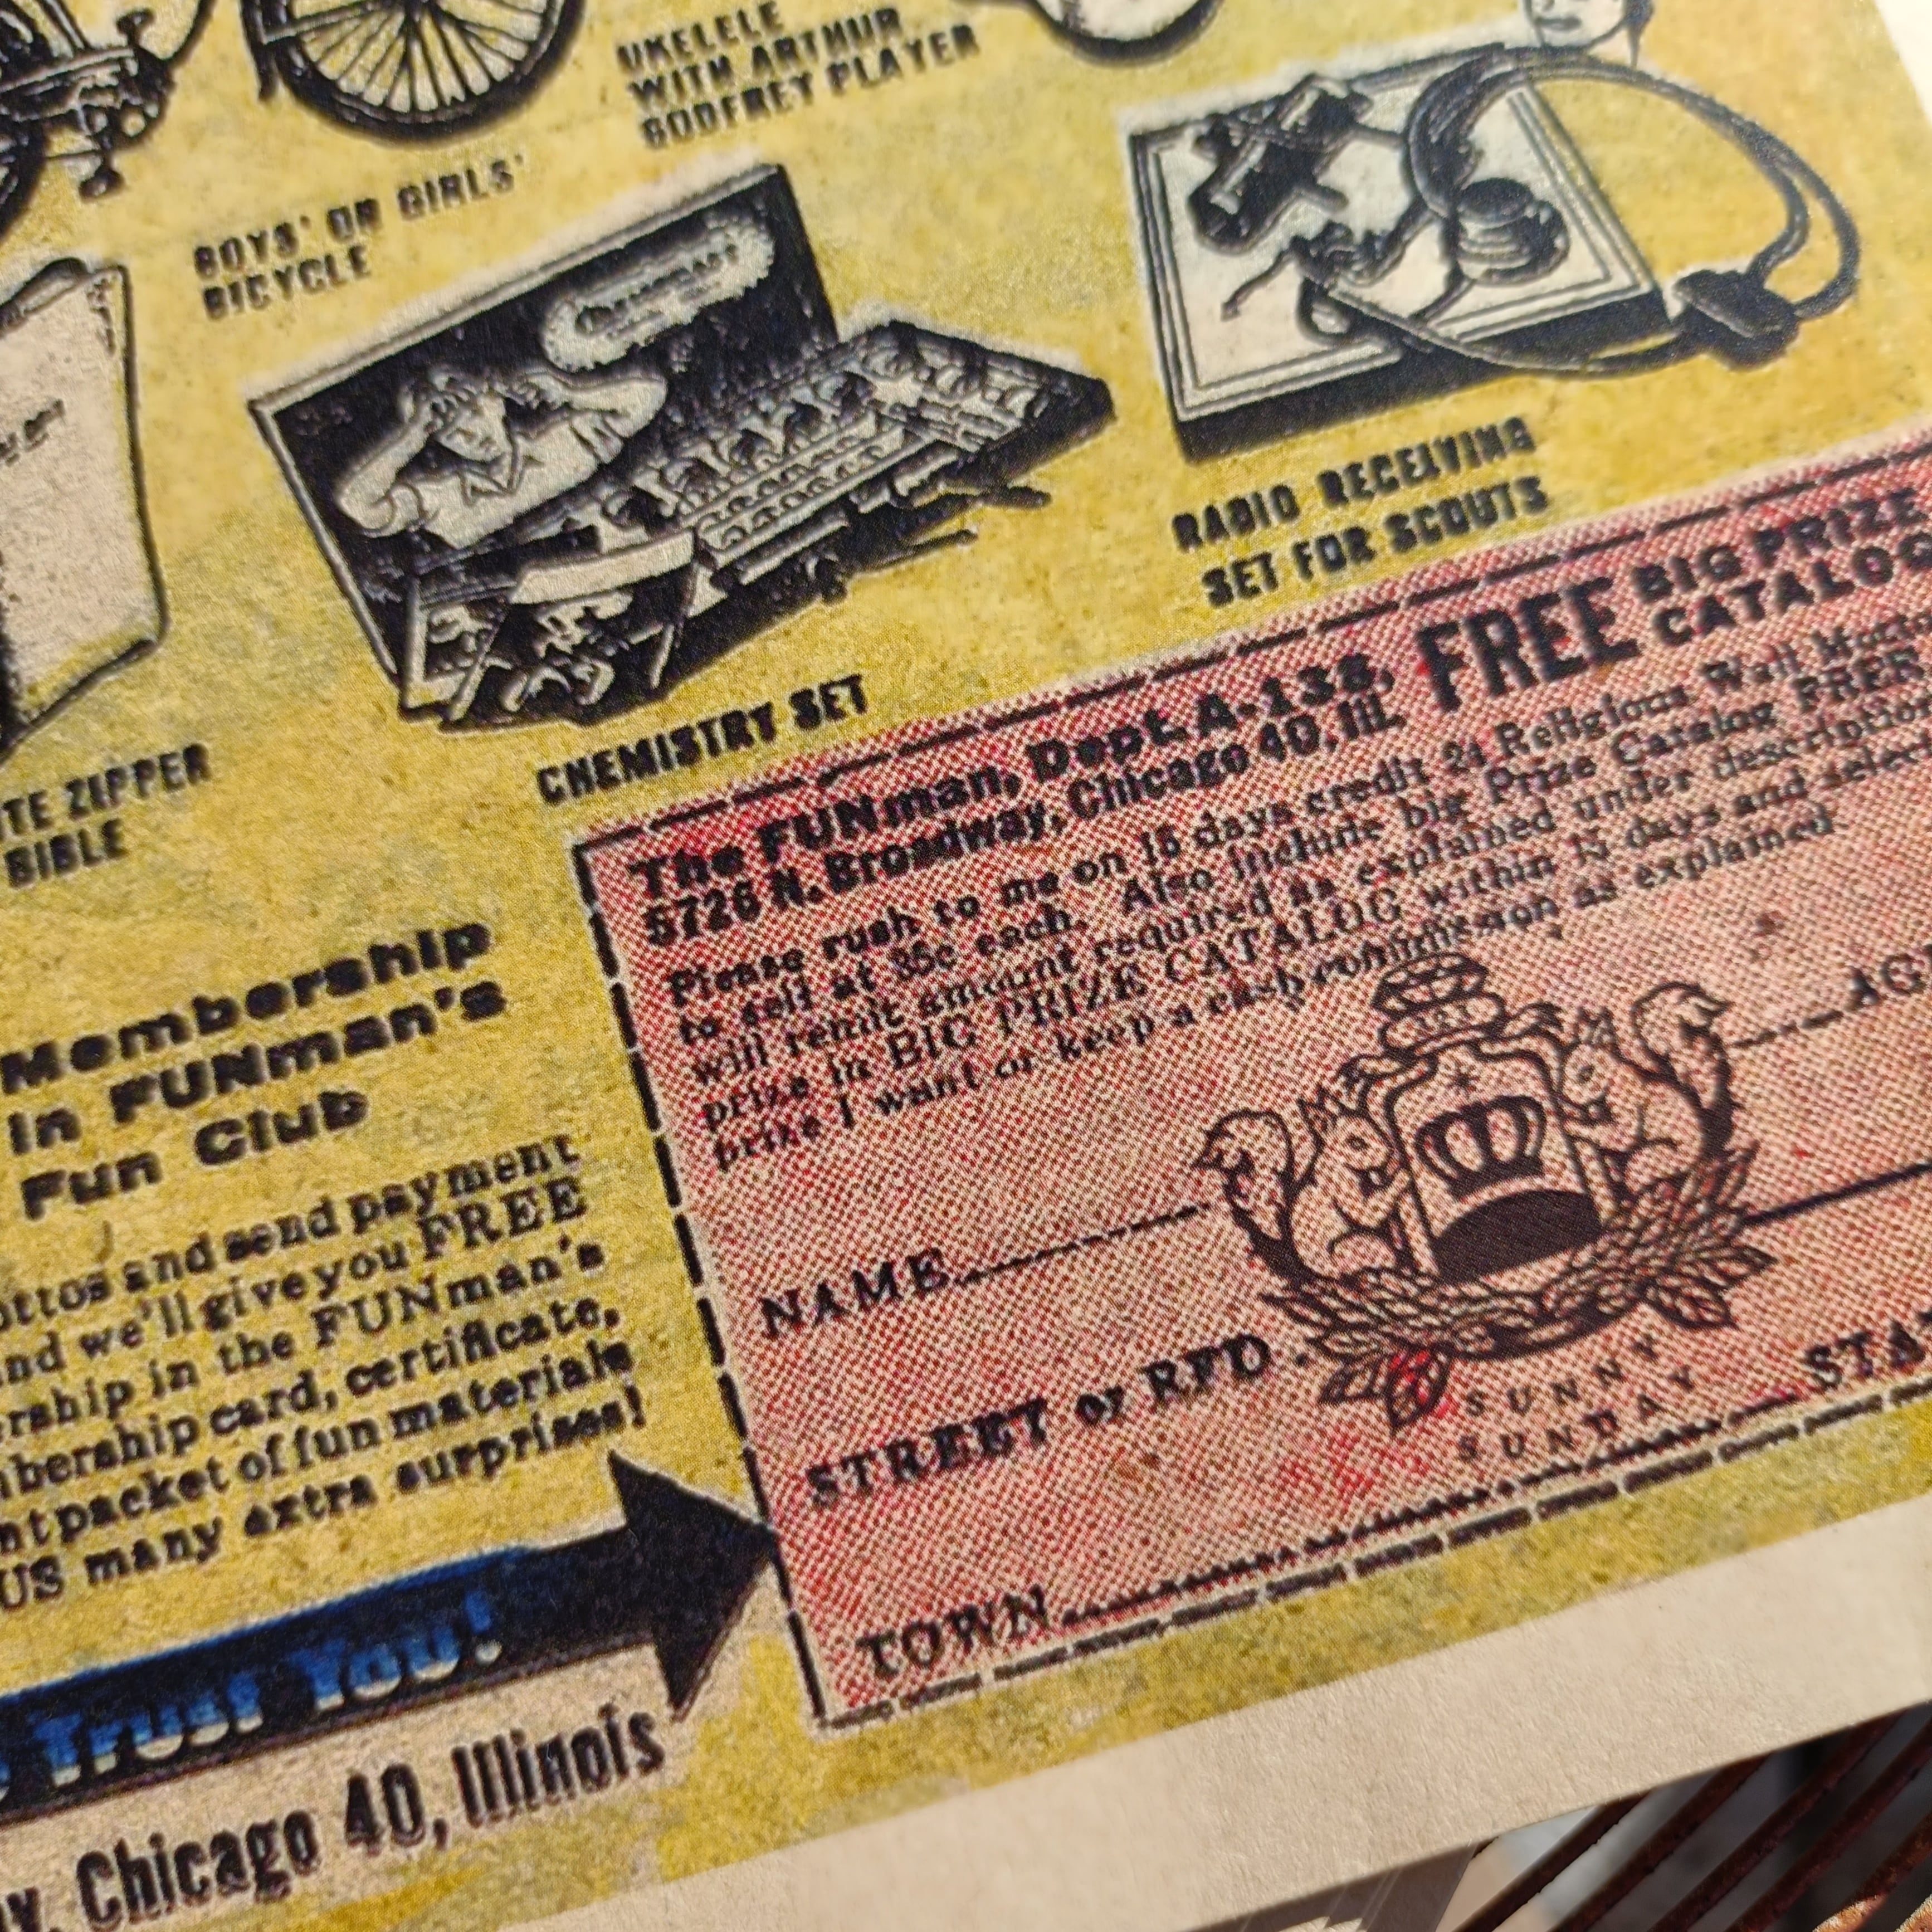 UKELELE
WITH ARTHUR
GODFREY PLAYER
BOYS' OR GIRLS'
BICYCLE
RADIO RECEIVING
SET FOR SCOUTS
CHEMISTRY SET
TE ZIPPER
BIBLE
The FUNman, Dept. A-138,
5726 N. Broadway, Chicago 40, Ill.
FREE
BIG PRIZE
CATALOG
Please rush to me on 15 days credit 24 Religious Wall
to sell at 35c each. Also include big Prize Catalog FREE
will remit amount required as explained under description
prize in BIG PRIZE CATALOG within 15 days and select
prize I want or keep a cash commission as explained
AGE
NAME
STREET or RFD
STA
TOWN
SUNNY
SUNDAY
Membership
in FUNman's
Fun Club
ottos and send payment
nd we'll give you FREE
ership in the FUNman's
bership card, certificate,
nt packet of fun materials
US many extra surprises!
Trust You!
y, Chicago 40, Illinois